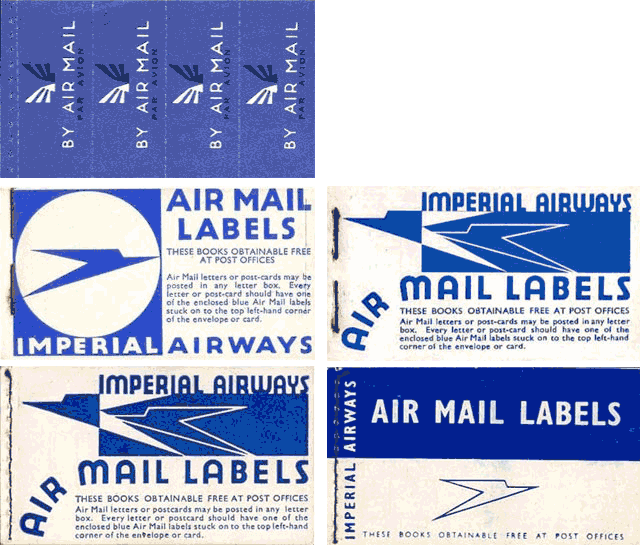 BY AIR MAIL
PAR AVION
BY AIR MAIL
PAR AVION
BY AIR MAIL
PAR AVION
BY AIR MAIL
PAR AVION
AIR MAIL
LABELS
THESE BOOKS OBTAINABLE FREE
AT POST OFFICES
Air Mail letters or post-cards may be
posted in any letter box. Every
letter or post-card should have one
of the enclosed blue Air Mail labels
stuck on to the top left-hand corner
of the envelope or card.
IMPERIAL AIRWAYS
IMPERIAL AIRWAYS
AIR MAIL LABELS
THESE BOOKS OBTAINABLE FREE AT POST OFFICES
Air Mail letters or post-cards may be posted in any letter
box. Every letter or post-card should have one of the
enclosed blue Air Mail labels stuck on to the top left-hand
corner of the envelope or card.
IMPERIAL AIRWAYS
AIR MAIL LABELS
THESE BOOKS OBTAINABLE FREE AT POST OFFICES
Air Mail letters or postcards may be posted in any letter
box. Every letter or postcard should have one of the
enclosed blue Air Mail labels stuck on to the top left-hand
corner of the envelope or card.
IMPERIAL AIRWAYS
AIR MAIL LABELS
THESE BOOKS OBTAINABLE FREE AT POST OFFICES